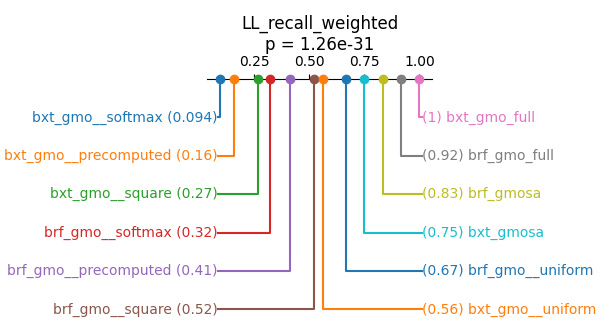 LL_recall_weighted
p = 1.26e-31
0.25 0.50 0.75 1.00
bxt_gmo__softmax (0.094) (1) bxt_gmo_full
bxt_gmo__precomputed (0.16) (0.92) brf_gmo_full
bxt_gmo__square (0.27) (0.83) brf_gmosa
brf_gmo__softmax (0.32) (0.75) bxt_gmosa
brf_gmo__precomputed (0.41) (0.67) brf_gmo__uniform
brf_gmo__square (0.52) (0.56) bxt_gmo__uniform